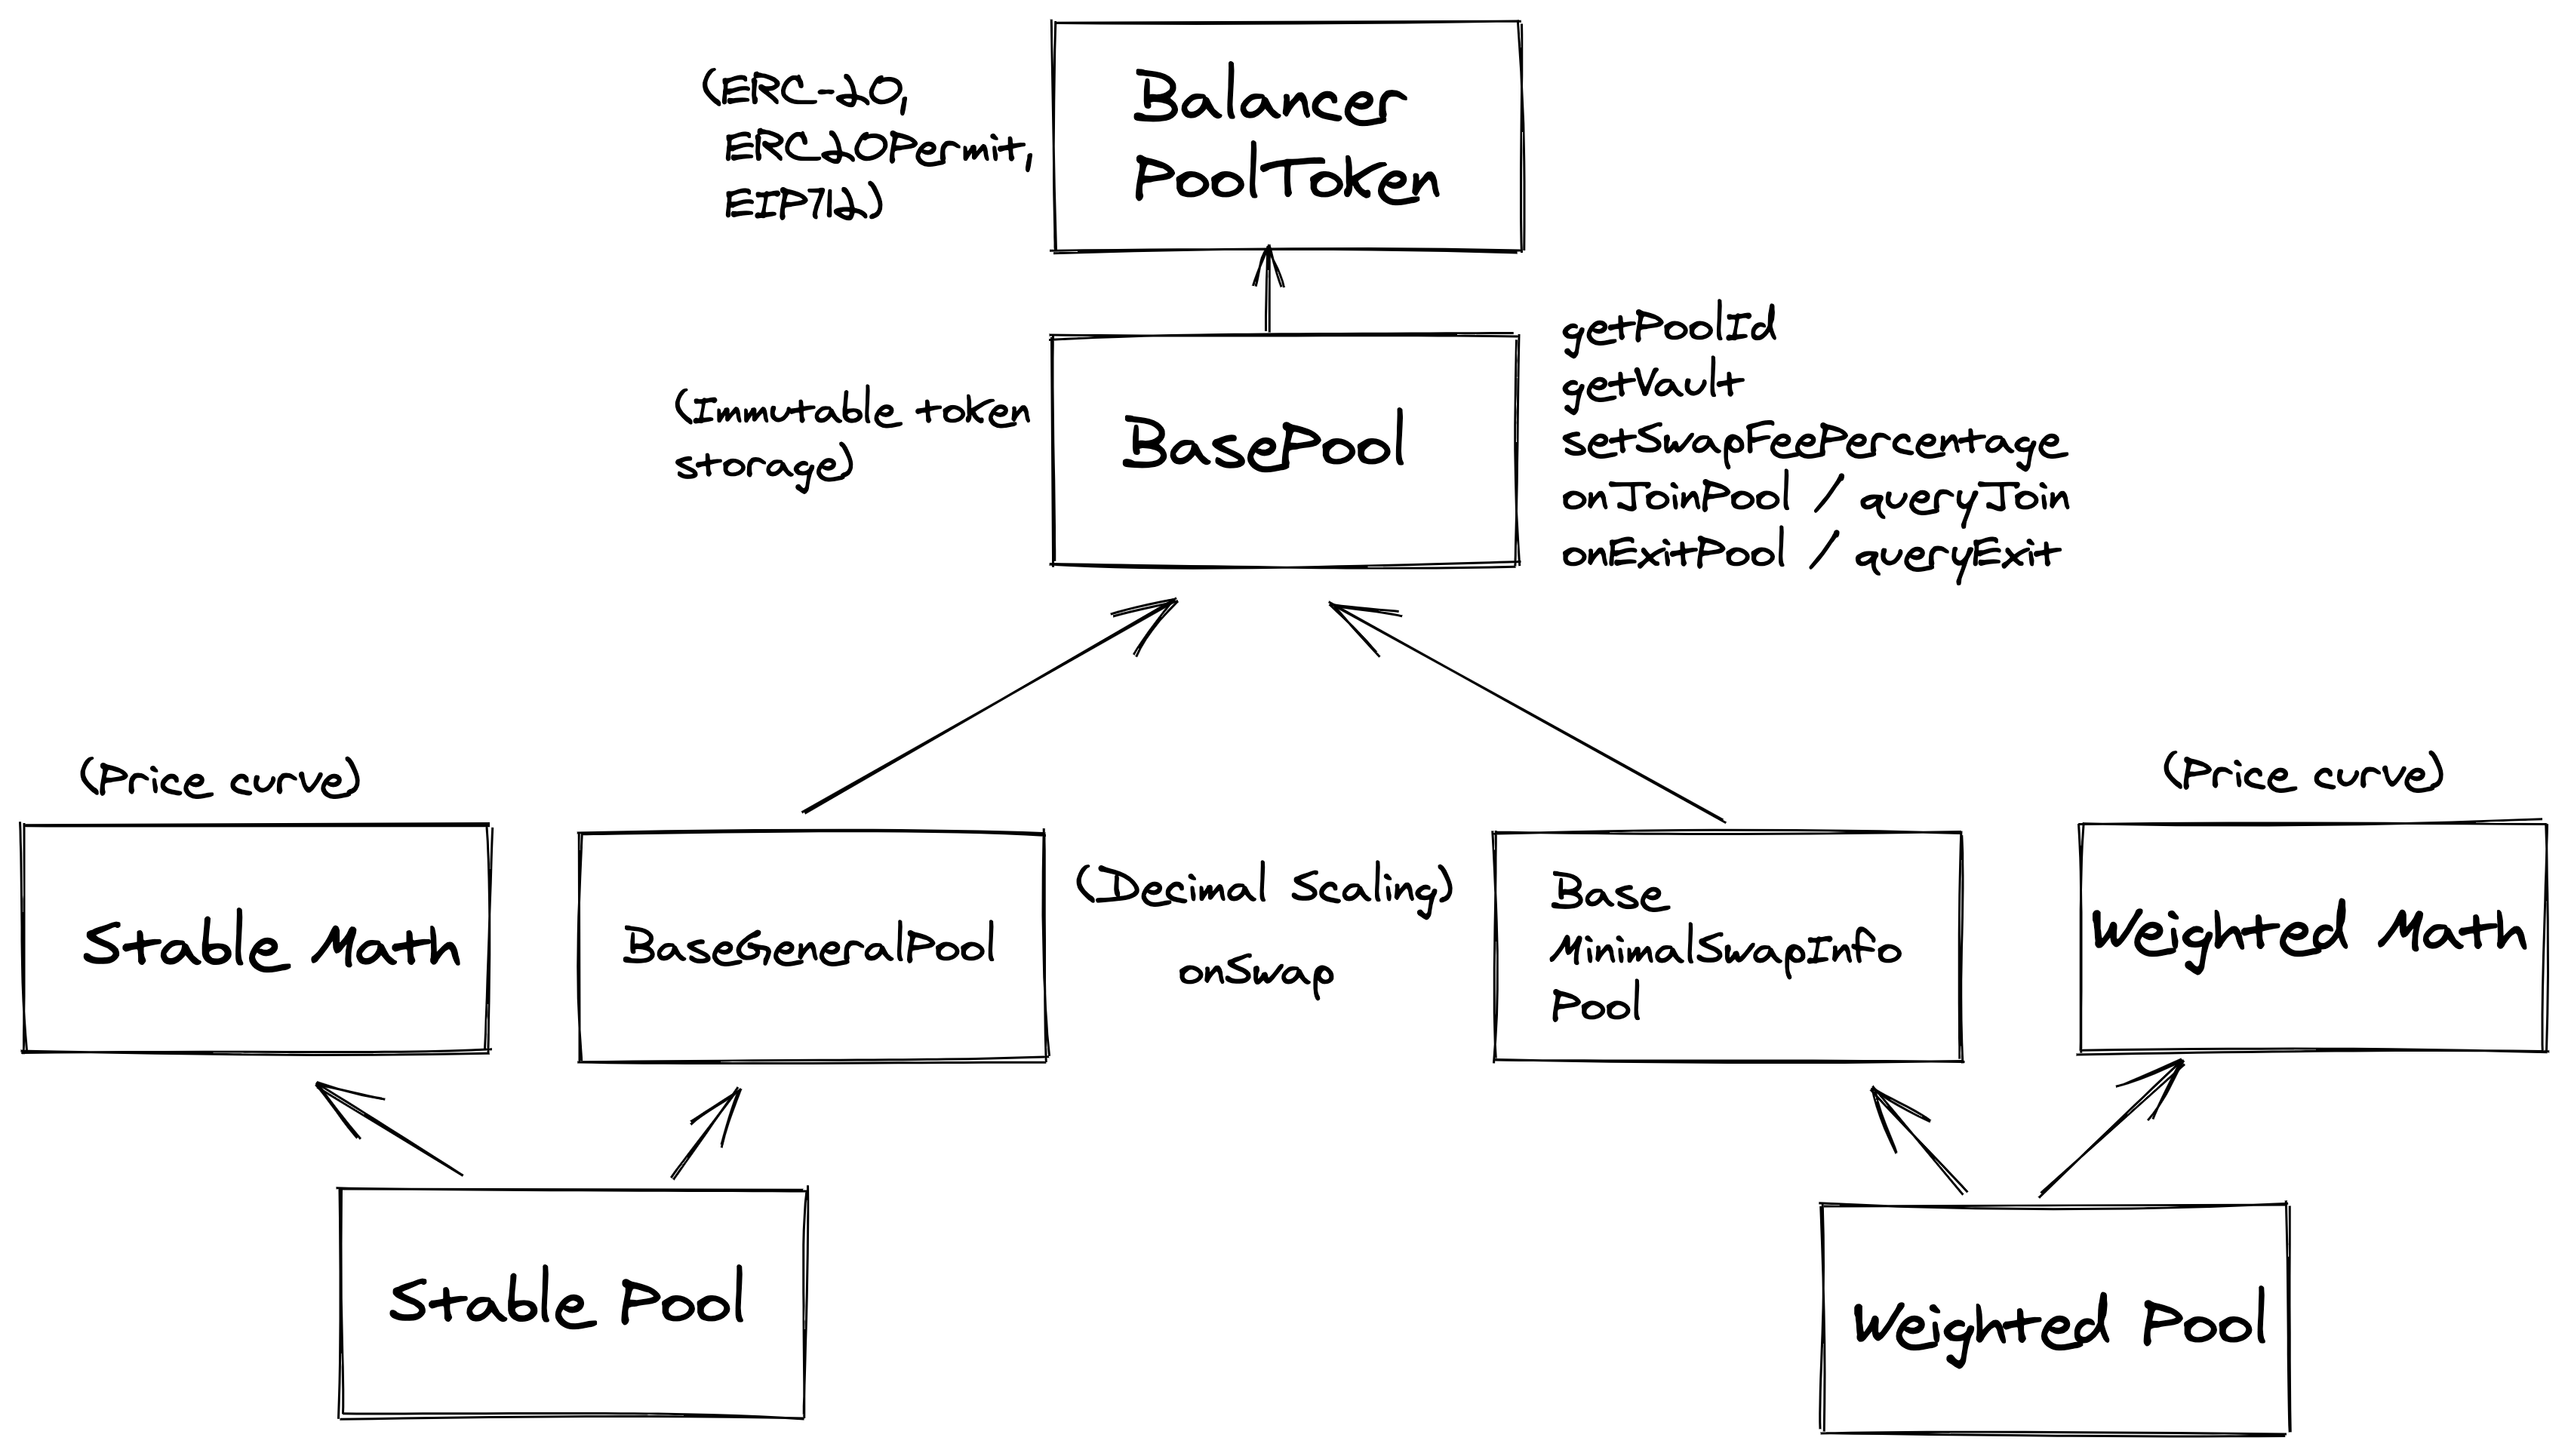 (ERC-20,
ERC20Permit,
EIP712)
Balancer
PoolToken
(Immutable token
storage)
BasePool
getPoolId
getVault
setSwapFeePercentage
onJoinPool / queryJoin
onExitPool / queryExit
(Price curve)
Stable Math
BaseGeneralPool
(Decimal Scaling)
onSwap
Base
MinimalSwapInfo
Pool
(Price curve)
Weighted Math
Stable Pool
Weighted Pool